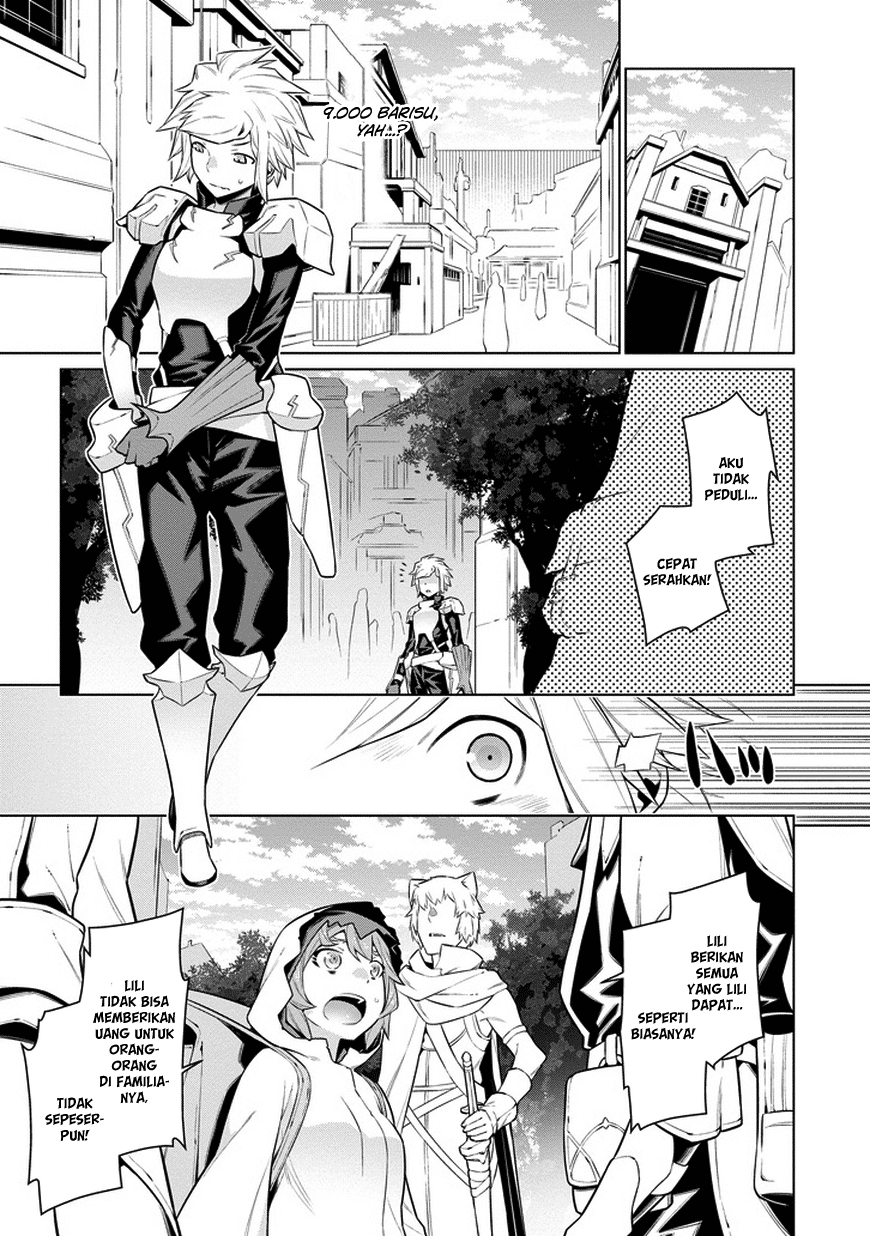 9.000 BARISU,
YAH...?
AKU
TIDAK
PEDULI...
CEPAT
SERAHKAN!
LILI
BERIKAN
SEMUA
YANG LILI
DAPAT...
SEPERTI
BIASANYA!
LILI
TIDAK BISA
MEMBERIKAN
UANG UNTUK
ORANG-
ORANG
DI FAMILIA-
NYA,
TIDAK
SEPESER-
PUN!